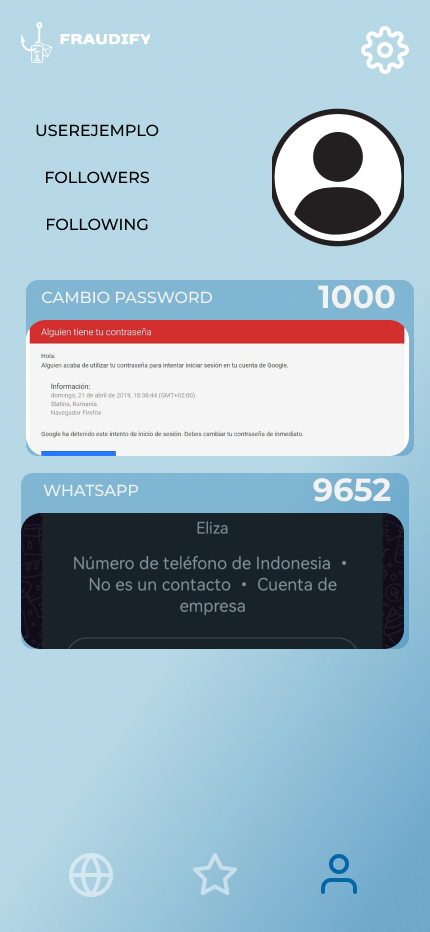 FRAUDIFY
USEREJEMPLO
FOLLOWERS
FOLLOWING
CAMBIO PASSWORD 1000
Alguien tiene tu contraseña
Hola:
Alguien acaba de utilizar tu contraseña para intentar iniciar sesión en tu cuenta de Google.
Información:
domingo, 21 de abril de 2019, 18:38:44 (GMT+02:00)
Slatina, Rumanía
Navegador Firefox
Google ha detenido este intento de inicio de sesión. Debes cambiar tu contraseña de inmediato.
WHATSAPP 9652
Eliza
Número de teléfono de Indonesia •
No es un contacto • Cuenta de
empresa